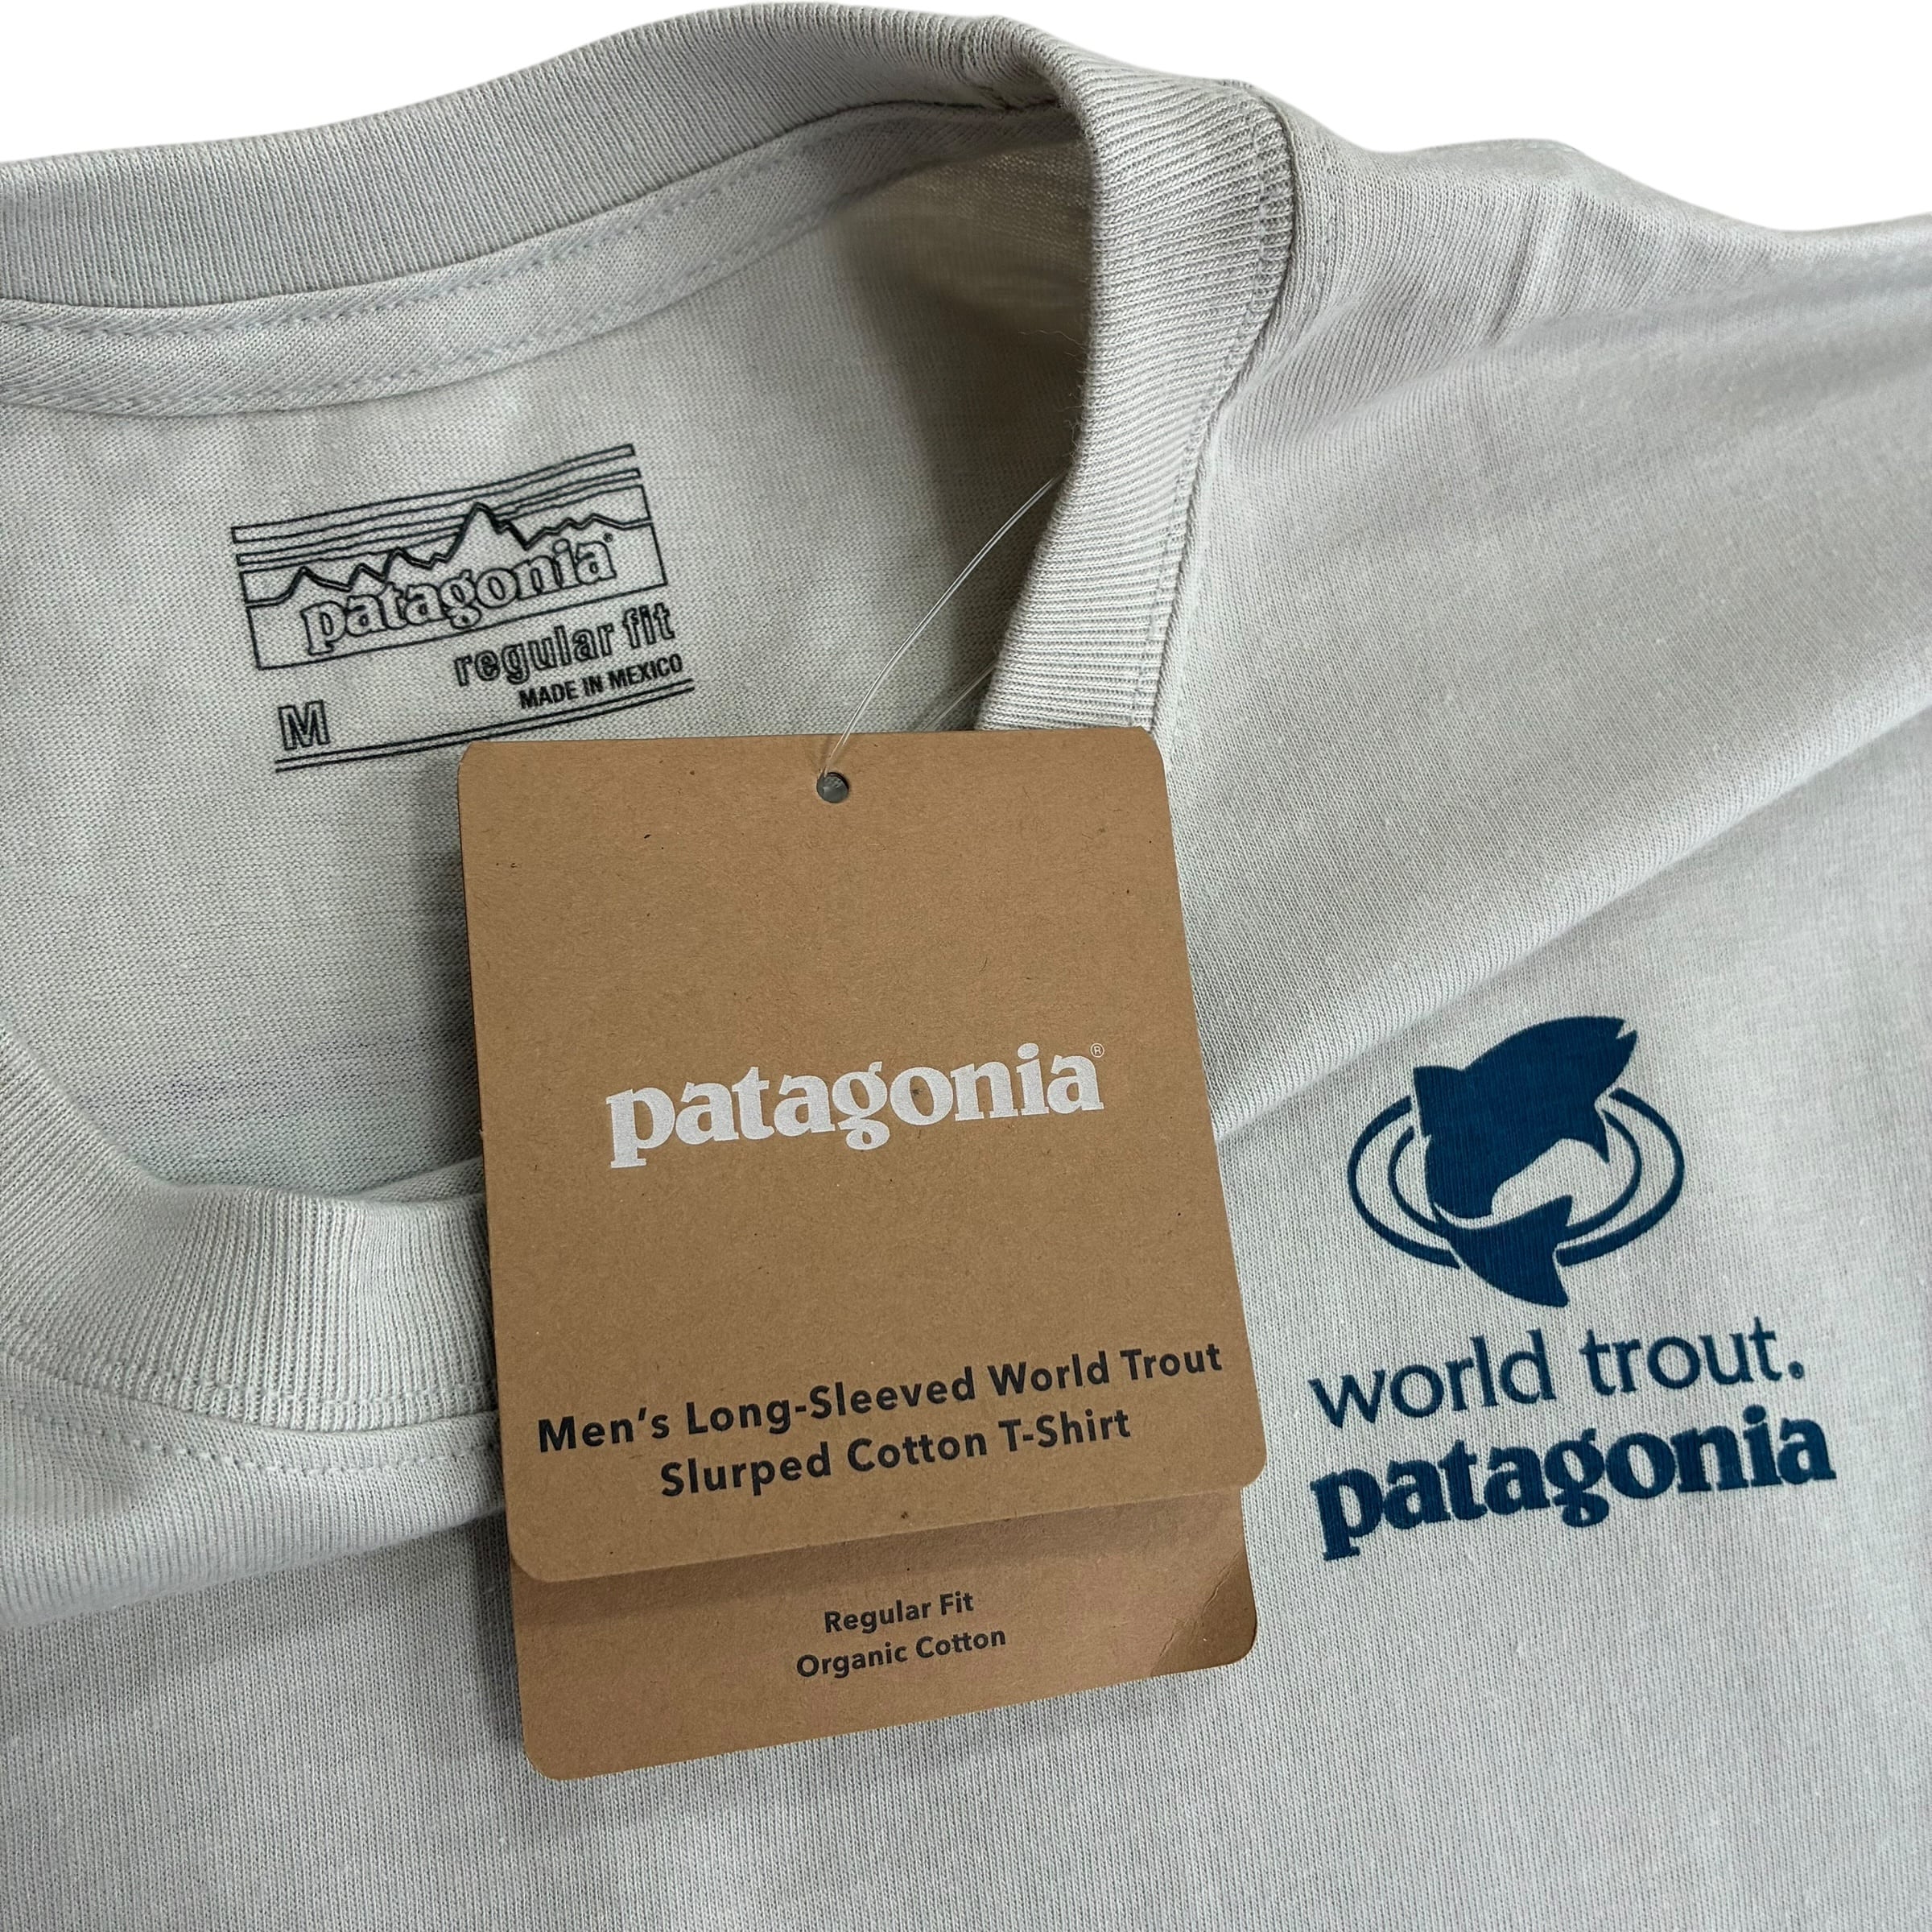 patagonia®
regular fit
MADE IN MEXICO
M
patagonia®
Men's Long-Sleeved World Trout
Slurped Cotton T-Shirt
Regular Fit
Organic Cotton
world trout.
patagonia